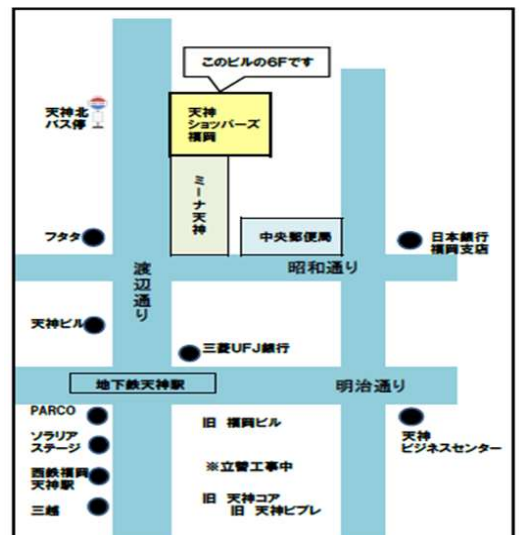 このビルの6Fです
天神北
バス停
天神
ショッパーズ
福岡
ミーナ天神
フタタ
中央郵便局
日本銀行
福岡支店
渡辺通り
昭和通り
天神ビル
三菱UFJ銀行
地下鉄天神駅
明治通り
PARCO
旧 福岡ビル
天神
ビジネスセンター
ソラリア
ステージ
西鉄福岡
天神駅
※立替工事中
三越
旧 天神コア
旧 天神ビブレ